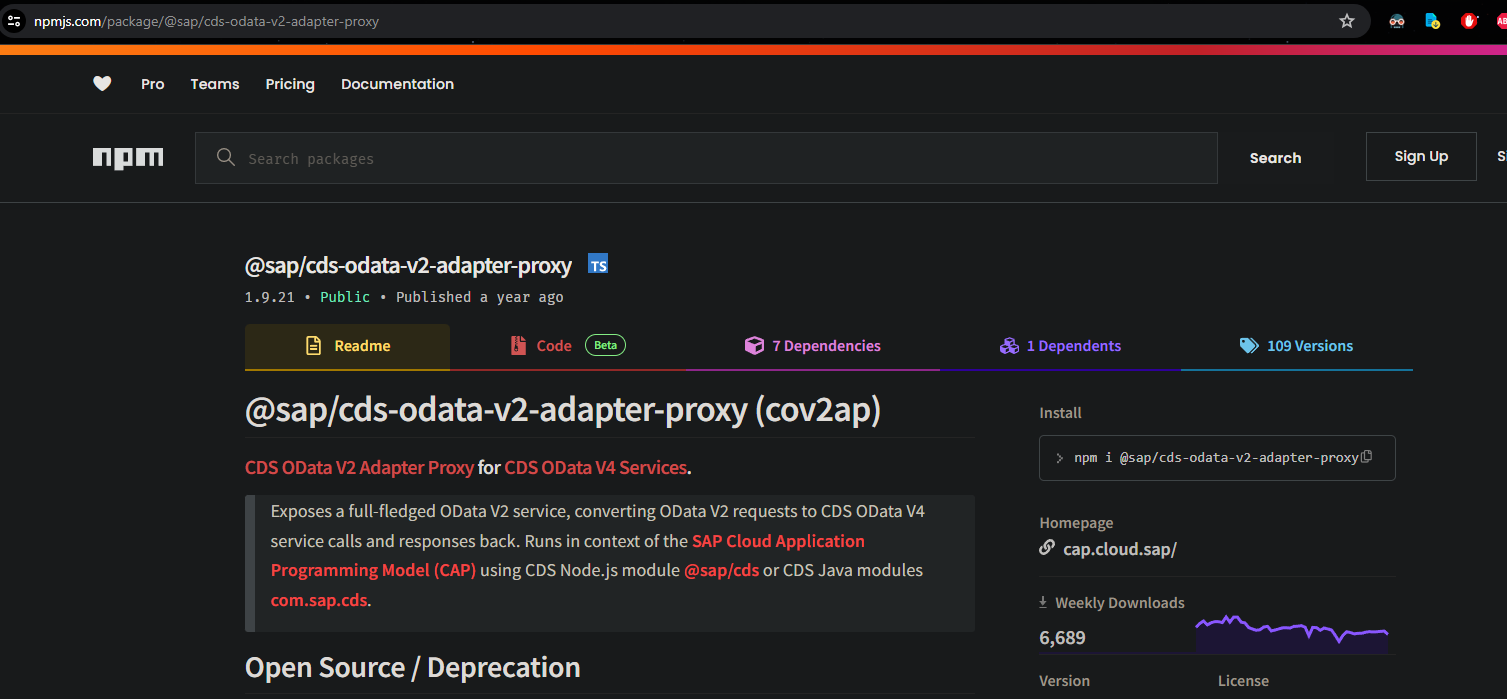 npmjs.com/package/@sap/cds-odata-v2-adapter-proxy
Pro Teams Pricing Documentation
npm Search packages Search Sign Up
@sap/cds-odata-v2-adapter-proxy TS
1.9.21 • Public • Published a year ago
Readme Code Beta 7 Dependencies 1 Dependents 109 Versions
@sap/cds-odata-v2-adapter-proxy (cov2ap)
CDS OData V2 Adapter Proxy for CDS OData V4 Services.
Exposes a full-fledged OData V2 service, converting OData V2 requests to CDS OData V4
service calls and responses back. Runs in context of the SAP Cloud Application
Programming Model (CAP) using CDS Node.js module @sap/cds or CDS Java modules
com.sap.cds.
Open Source / Deprecation
Install
> npm i @sap/cds-odata-v2-adapter-proxy
Homepage
cap.cloud.sap/
Weekly Downloads
6,689
Version License